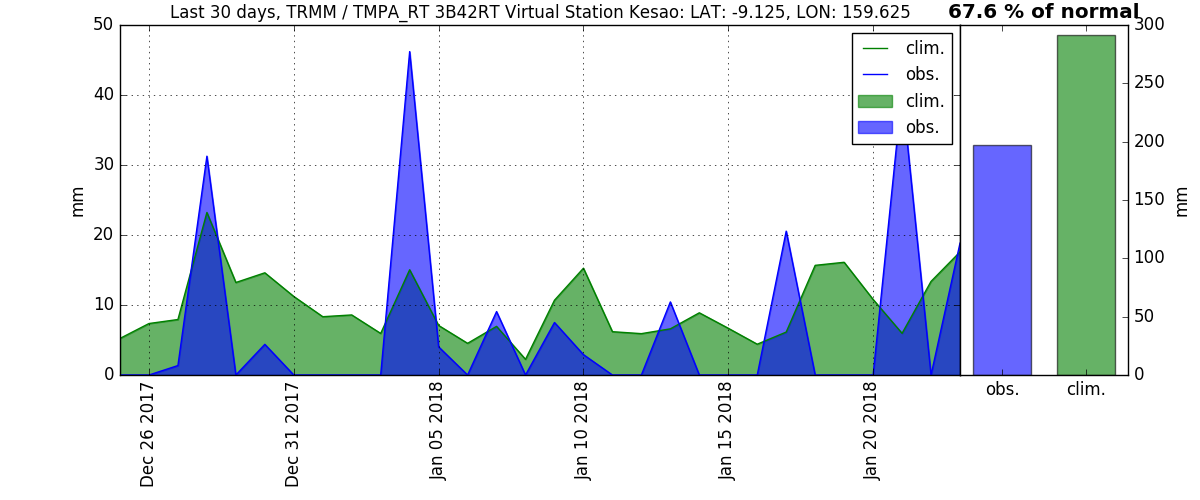 Last 30 days, TRMM / TMPA_RT 3B42RT Virtual Station Kesao: LAT: -9.125, LON: 159.625
67.6 % of normal
50
40
30
20
10
0
mm
clim.
obs.
clim.
obs.
300
250
200
150
100
50
0
mm
Dec 26 2017
Dec 31 2017
Jan 05 2018
Jan 10 2018
Jan 15 2018
Jan 20 2018
obs.
clim.